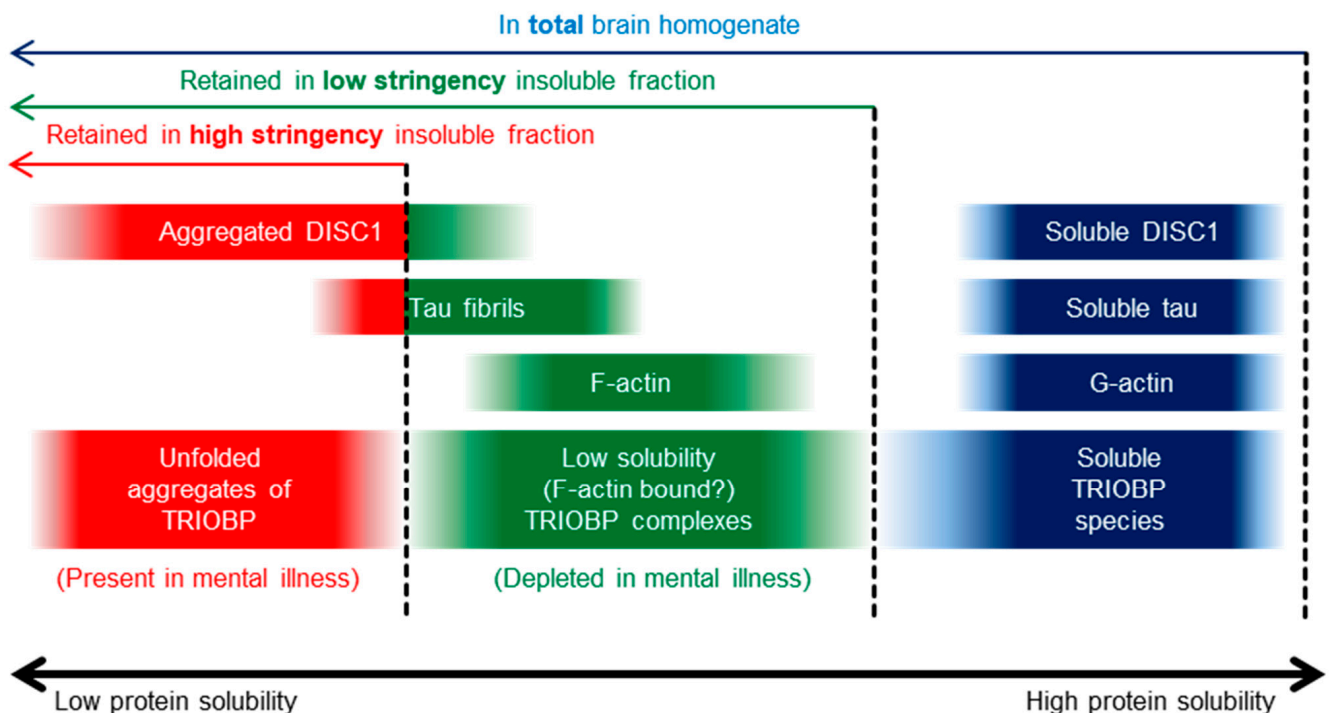 In total brain homogenate
Retained in low stringency insoluble fraction
Retained in high stringency insoluble fraction
Aggregated DISC1
Soluble DISC1
Tau fibrils
Soluble tau
F-actin
G-actin
Unfolded
aggregates of
TRIOBP
Low solubility
(F-actin bound?)
TRIOBP complexes
Soluble
TRIOBP
species
(Present in mental illness)
(Depleted in mental illness)
Low protein solubility
High protein solubility